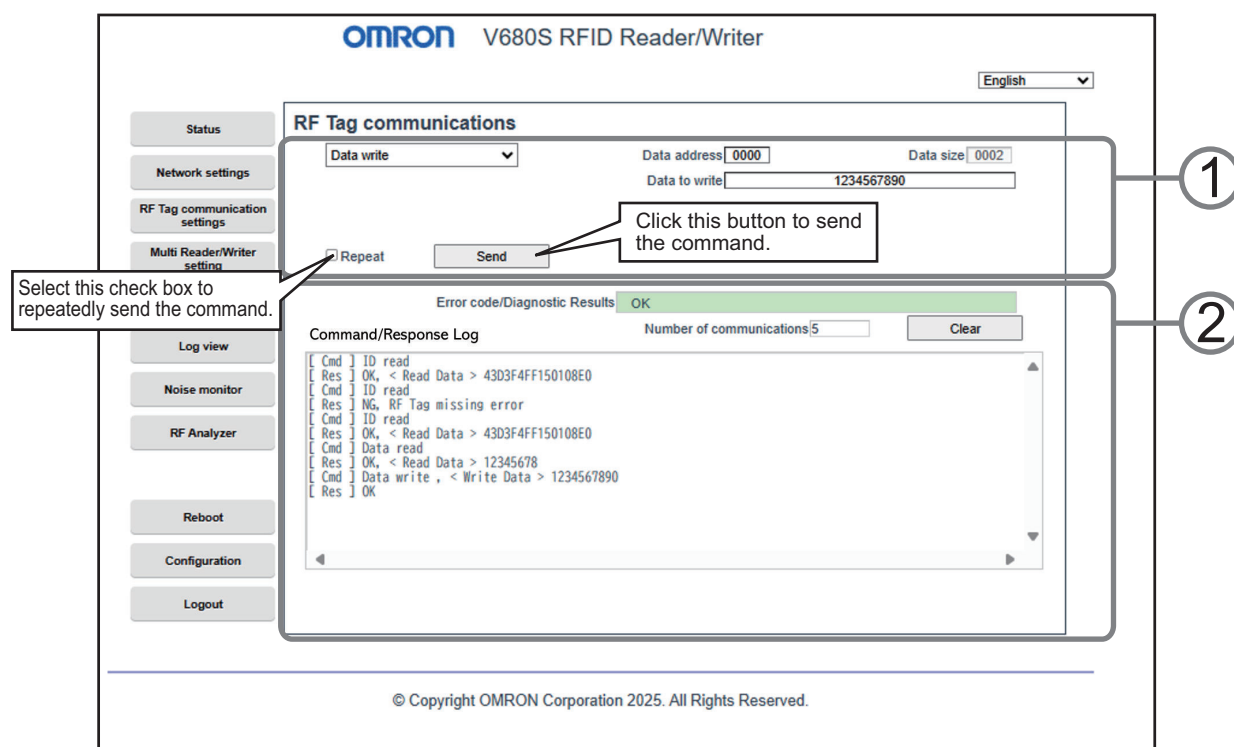 OMRON V680S RFID Reader/Writer
English
Status
Network settings
RF Tag communication
settings
Multi Reader/Writer
setting
Log view
Noise monitor
RF Analyzer
Reboot
Configuration
Logout
RF Tag communications
Data write
Data address 0000
Data size 0002
Data to write 1234567890
Repeat
Send
Click this button to send
the command.
Select this check box to
repeatedly send the command.
1
Error code/Diagnostic Results OK
Command/Response Log
Number of communications 5
Clear
[ Cmd ] ID read
[ Res ] OK, < Read Data > 43D3F4FF150108E0
[ Cmd ] ID read
[ Res ] NG, RF Tag missing error
[ Cmd ] ID read
[ Res ] OK, < Read Data > 43D3F4FF150108E0
[ Cmd ] Data read
[ Res ] OK, < Read Data > 12345678
[ Cmd ] Data write , < Write Data > 1234567890
[ Res ] OK
2
© Copyright OMRON Corporation 2025. All Rights Reserved.